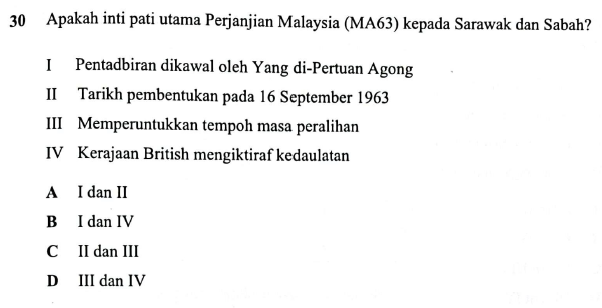 30 Apakah inti pati utama Perjanjian Malaysia (MA63) kepada Sarawak dan Sabah?
I Pentadbiran dikawal oleh Yang di-Pertuan Agong
II Tarikh pembentukan pada 16 September 1963
III Memperuntukkan tempoh masa peralihan
IV Kerajaan British mengiktiraf kedaulatan
A I dan II
B I dan IV
C II dan III
D III dan IV